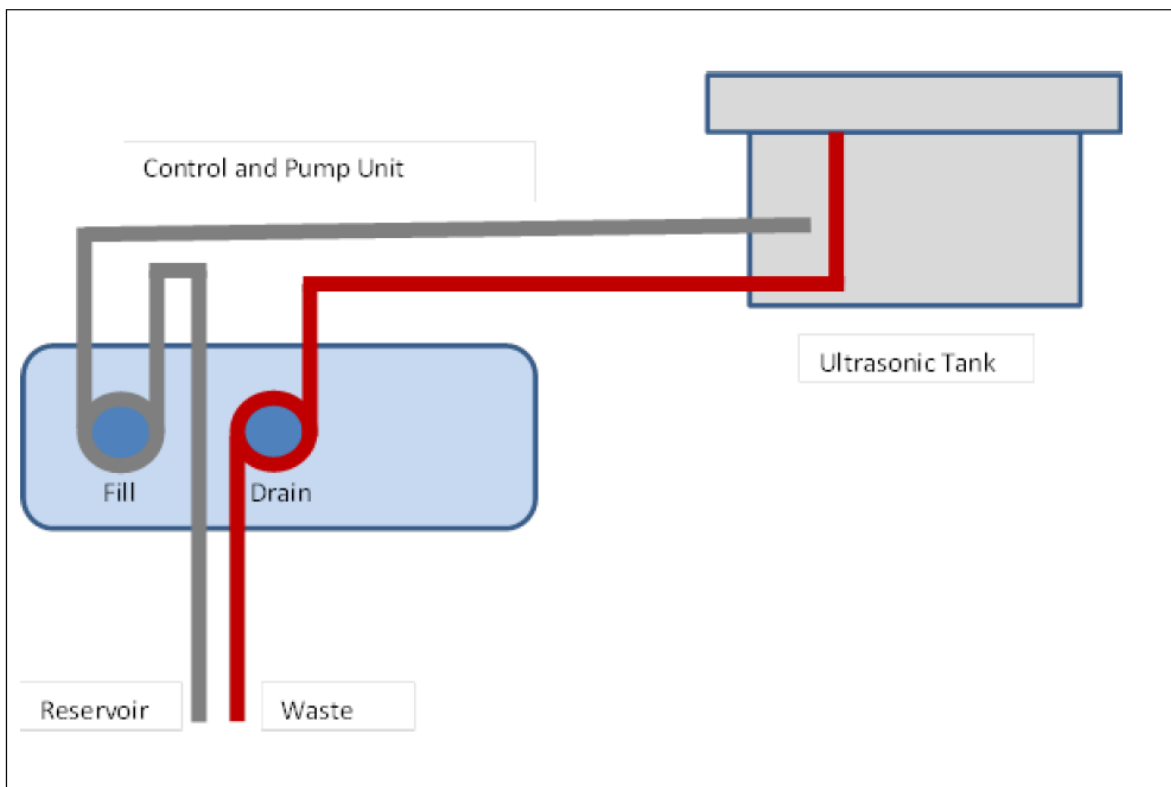 Control and Pump Unit
Ultrasonic Tank
Fill
Drain
Reservoir
Waste